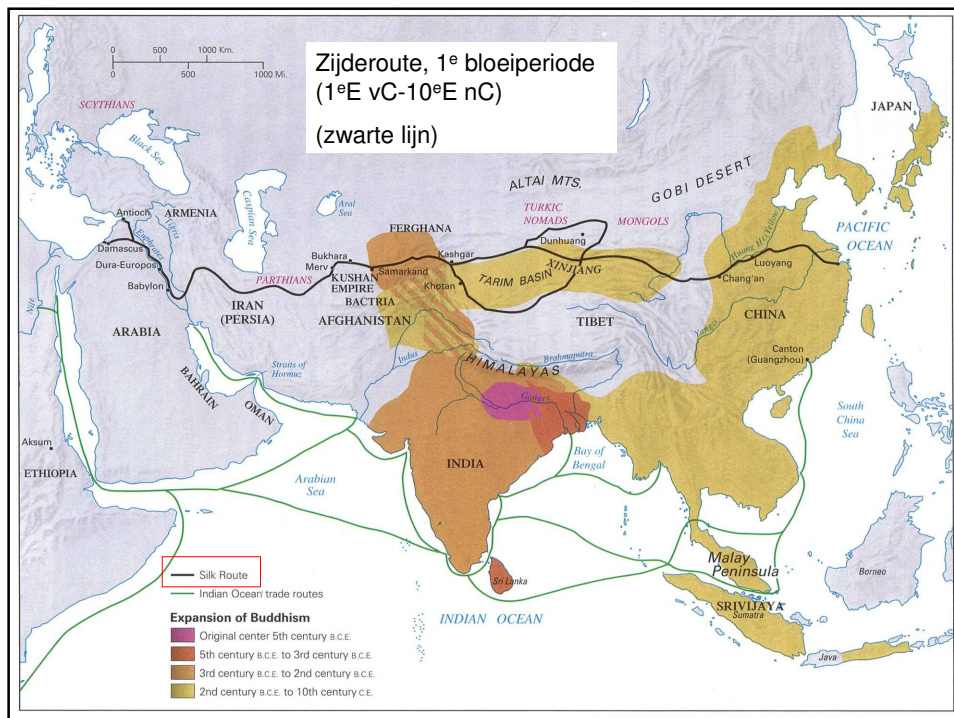 0 500 1000 Km.
0 500 1000 Mi.
Zijderoute, 1e bloeiperiode
(1eE vC-10eE nC)
(zwarte lijn)
SCYTHIANS
Black Sea
JAPAN
ALTAI MTS.
GOBI DESERT
Caspian Sea
Aral
Sea
ARMENIA
Antioch
Tigris
Euphrates
Damascus
Dura-Europos
Babylon
FERGHANA
TURKIC
NOMADS
MONGOLS
Dunhuang
PACIFIC
OCEAN
Huang He (Yellow)
Bukhara
Merv
Kashgar
Samarkand
Khotan
TARIM BASIN
XINJIANG
Luoyang
Chang'an
PARTHIANS
KUSHAN
EMPIRE
BACTRIA
IRAN
(PERSIA)
AFGHANISTAN
TIBET
CHINA
Nile
ARABIA
Yangzi
Indus
HIMALAYAS
Brahmaputra
Canton
(Guangzhou)
Straits of
Hormuz
BAHRAIN
OMAN
Ganges
South
China
Sea
Aksum
ETHIOPIA
INDIA
Bay of
Bengal
Arabian
Sea
Malay
Peninsula
Borneo
Sri Lanka
SRIVIJAYA
Sumatra
INDIAN OCEAN
Java
Silk Route
Indian Ocean trade routes
Expansion of Buddhism
Original center 5th century B.C.E.
5th century B.C.E. to 3rd century B.C.E.
3rd century B.C.E. to 2nd century B.C.E.
2nd century B.C.E. to 10th century C.E.